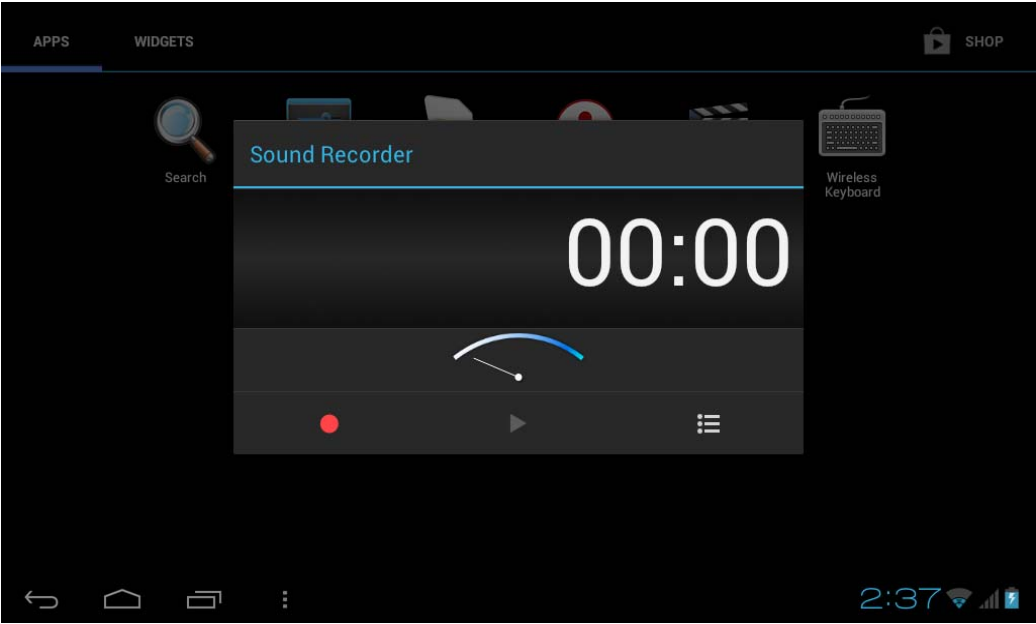 APPS WIDGETS SHOP
Sound Recorder
Search
Wireless
Keyboard
00:00
2:37